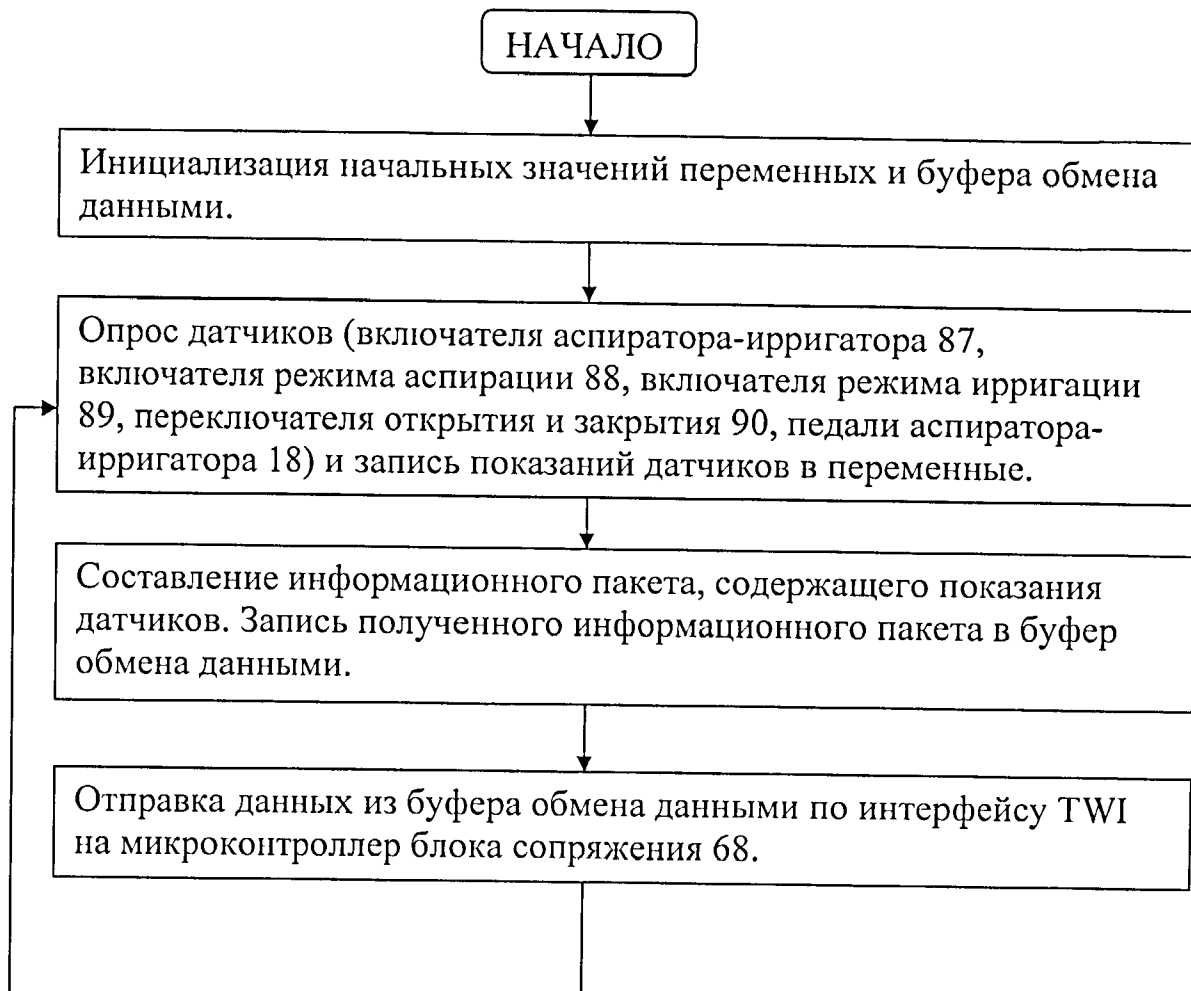 НАЧАЛО
Инициализация начальных значений переменных и буфера обмена
данными.
Опрос датчиков (включателя аспиратора-ирригатора 87,
включателя режима аспирации 88, включателя режима ирригации
89, переключателя открытия и закрытия 90, педали аспиратора-
ирригатора 18) и запись показаний датчиков в переменные.
Составление информационного пакета, содержащего показания
датчиков. Запись полученного информационного пакета в буфер
обмена данными.
Отправка данных из буфера обмена данными по интерфейсу TWI
на микроконтроллер блока сопряжения 68.